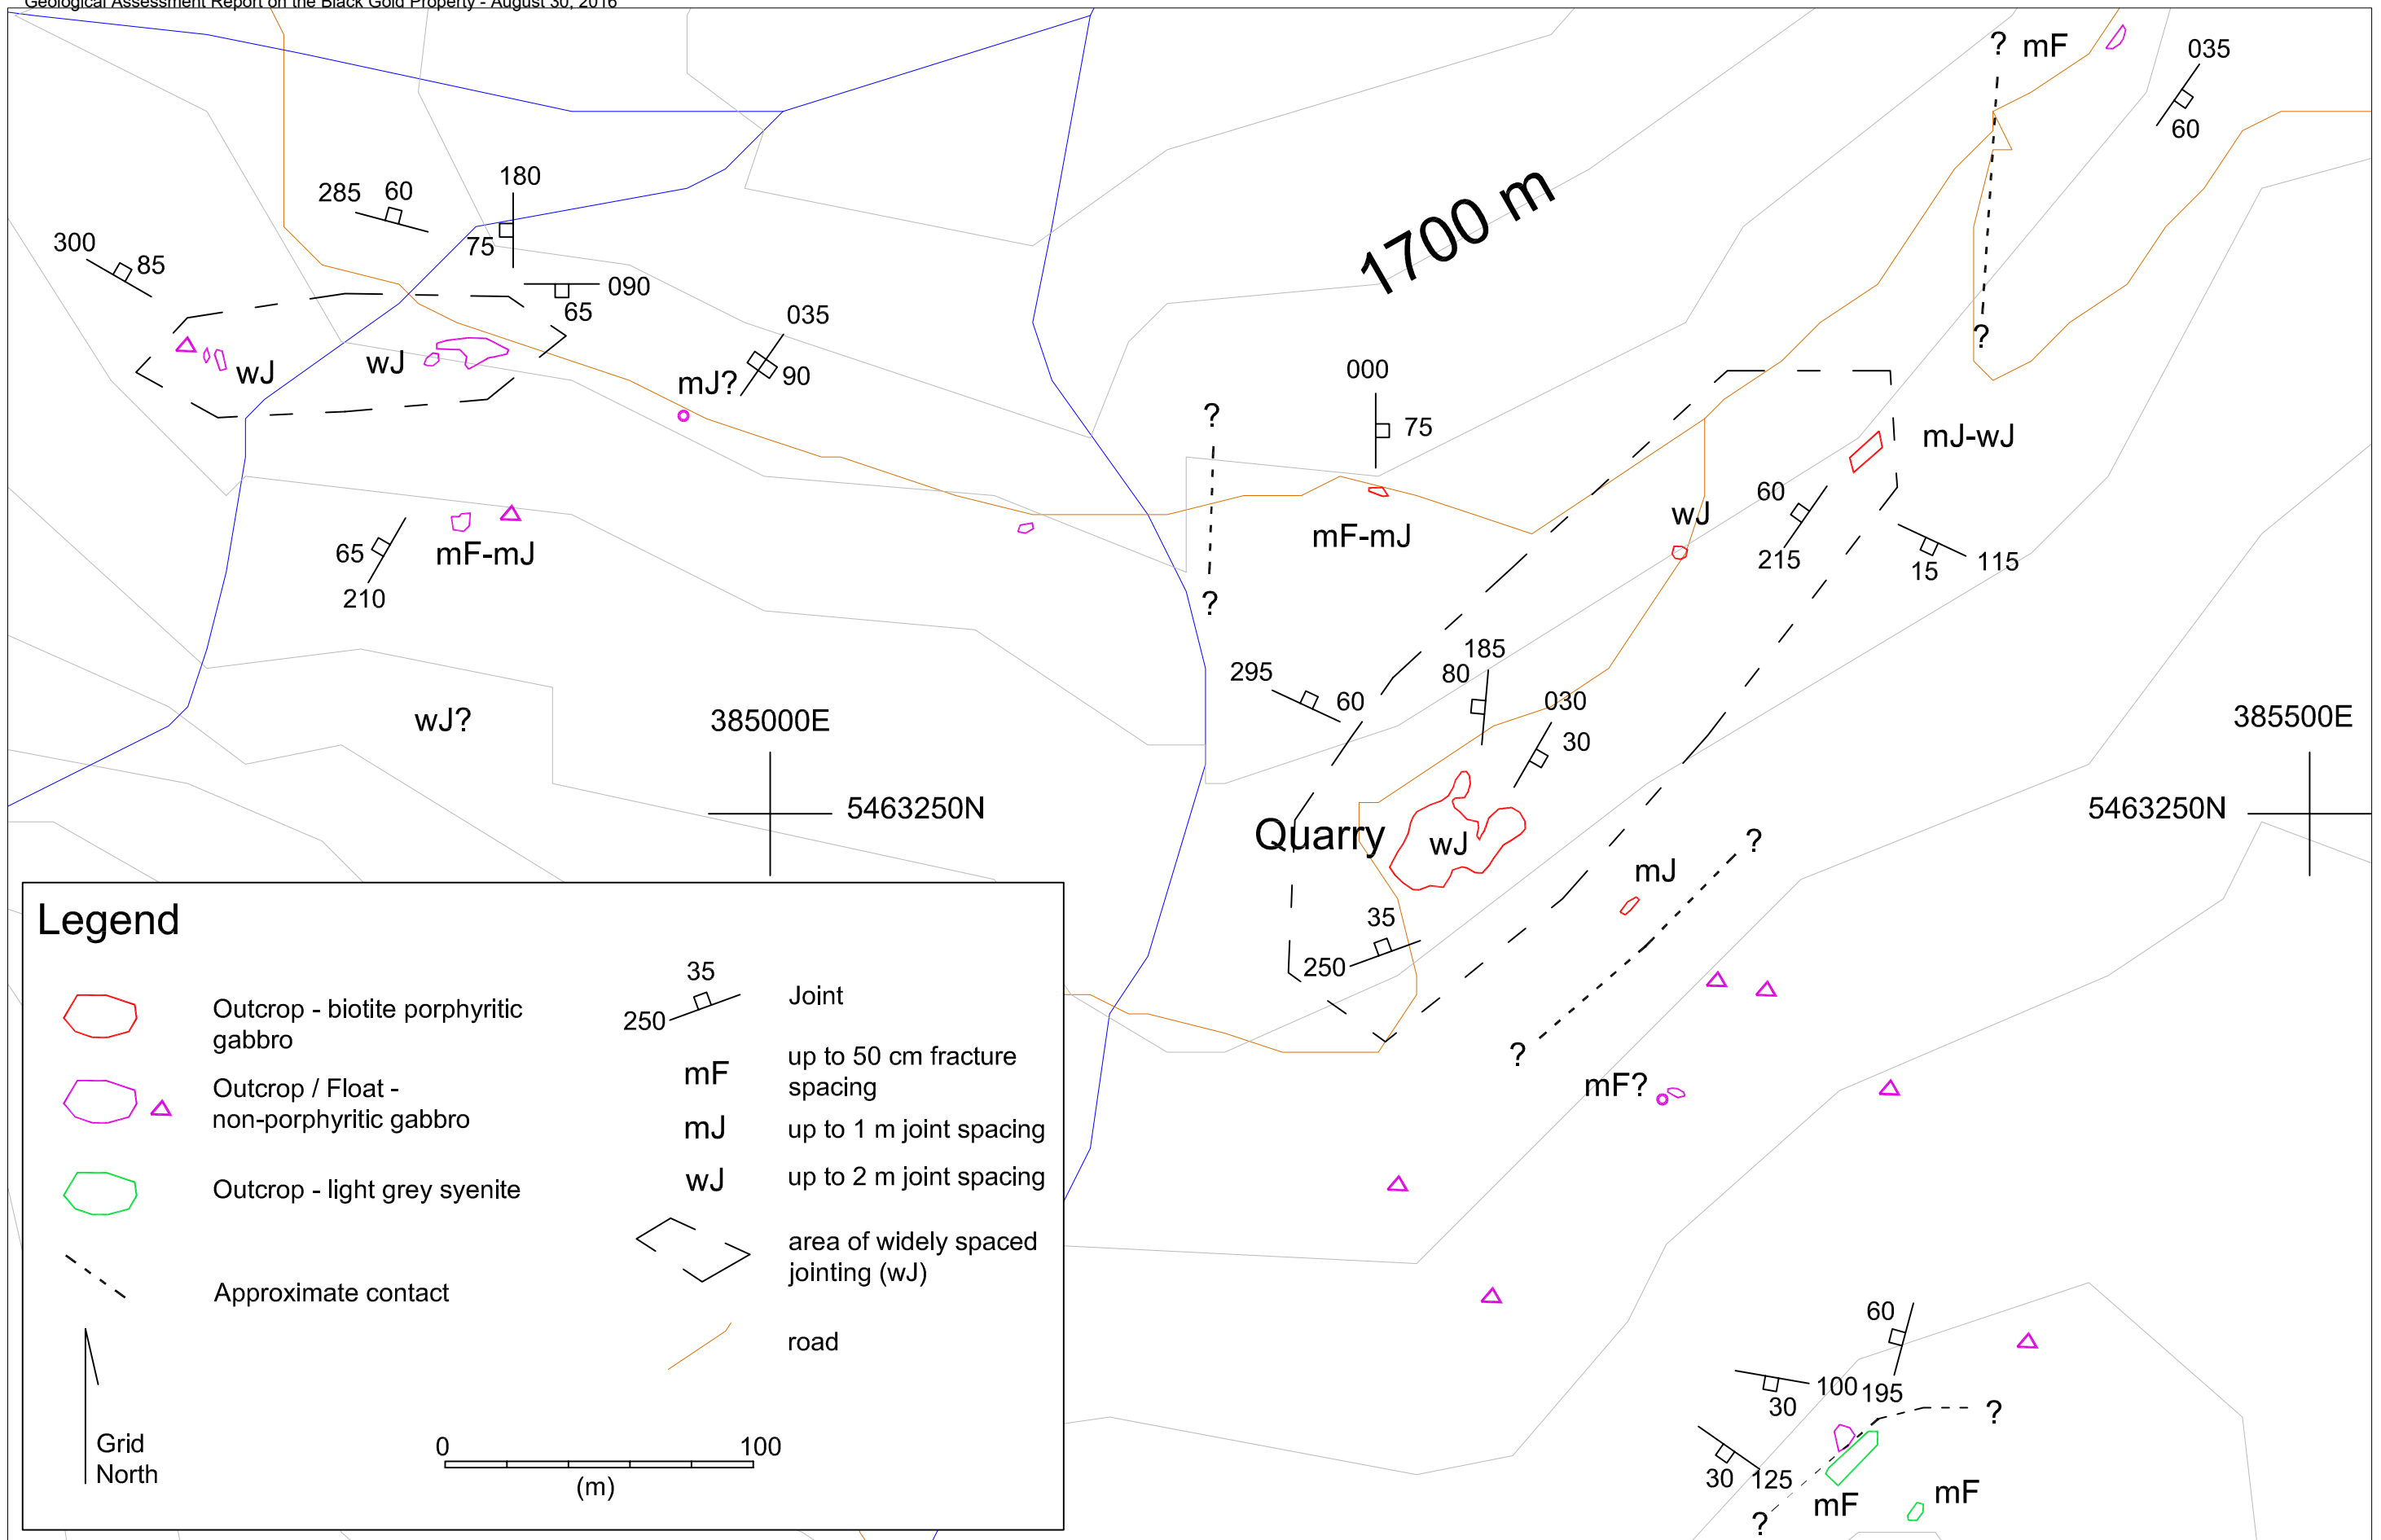 Geological Assessment Report on the Black Gold Property - August 30, 2016
? mF
035
60
180
285 60
75
300
85
090
65
035
1700 m
?
wJ
wJ
mJ?
90
000
75
?
mJ-wJ
60
wJ
mF-mJ
65
mF-mJ
210
215
115
15
?
185
295
80
60
030
30
wJ?
385000E
385500E
5463250N
5463250N
Quarry
wJ
?
mJ
35
250
?
mF?
Legend
Outcrop - biotite porphyritic
gabbro
Outcrop / Float -
non-porphyritic gabbro
Outcrop - light grey syenite
Approximate contact
Grid
North
35
250
Joint
mF
up to 50 cm fracture
spacing
mJ
up to 1 m joint spacing
wJ
up to 2 m joint spacing
area of widely spaced
jointing (wJ)
road
0 100
(m)
60
100
195
30
?
30
125
mF
mF
?